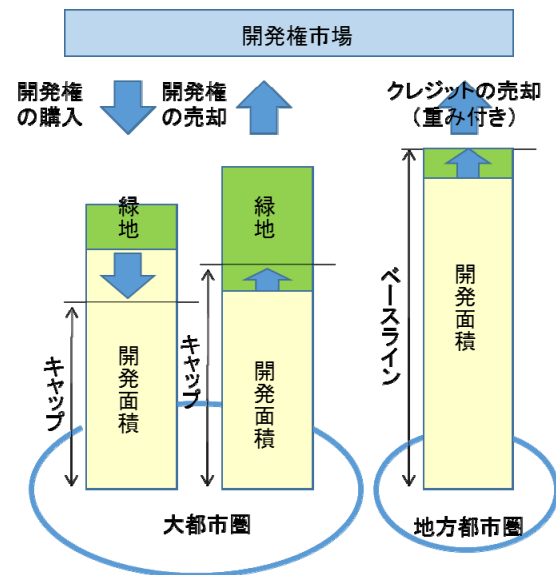 開発権市場
開発権
の購入
開発権
の売却
クレジットの売却
（重み付き）
緑地
緑地
開発面積
開発面積
開発面積
キャップ
キャップ
ベースライン
大都市圏
地方都市圏